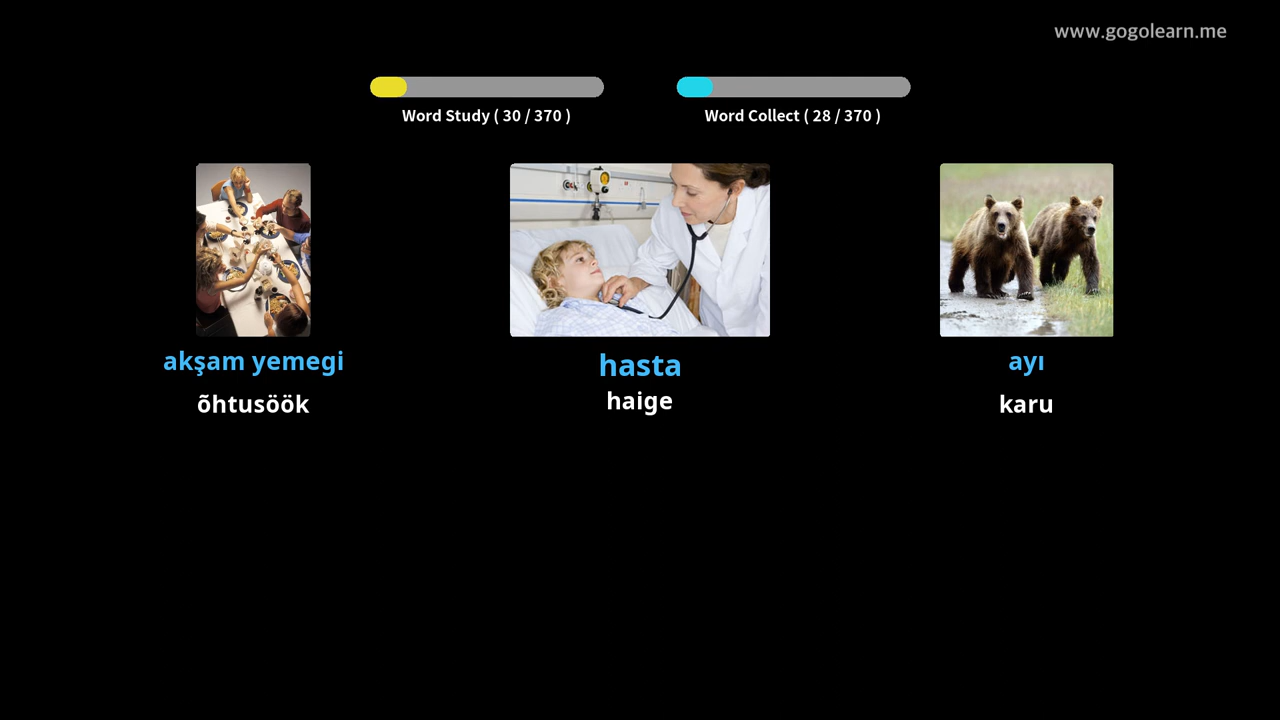 www.gogolearn.me
Word Study ( 30 / 370 )
Word Collect ( 28 / 370 )
akşam yemegi
õhtusöök
hasta
haige
ayı
karu